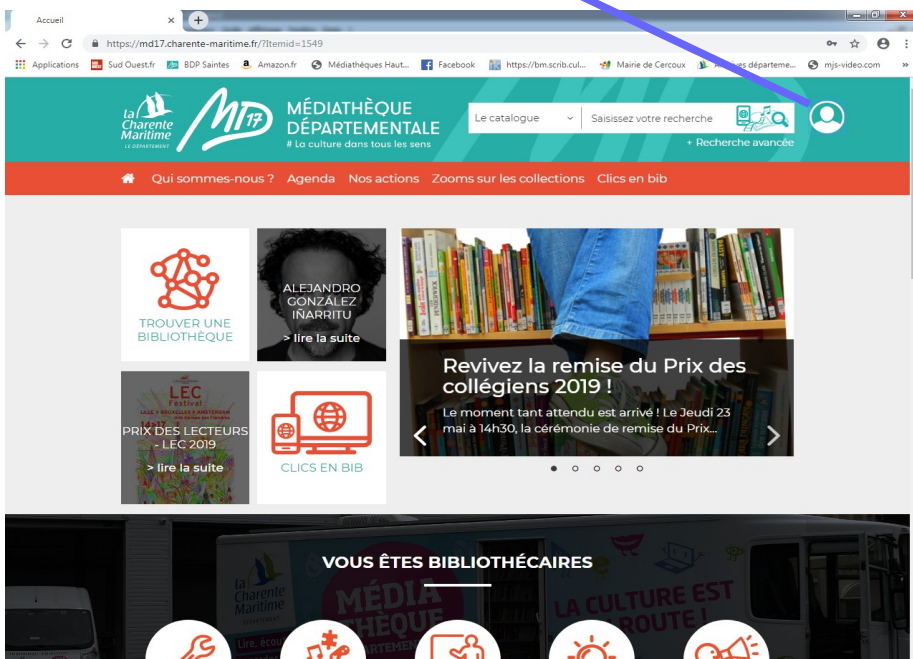 Accueil
https://md17.charente-maritime.fr/?Itemid=1549
Applications Sud Ouest.fr BDP Saintes Amazon.fr Médiathèques Haut... Facebook https://bm.scrib.cul... Mairie de Cercoux Archives départeme... mjs-video.com »
la
Charente
Maritime
LE DÉPARTEMENT
MD17
MÉDIATHÈQUE
DÉPARTEMENTALE
# La culture dans tous les sens
Le catalogue
Saisissez votre recherche
+ Recherche avancée
Qui sommes-nous ? Agenda Nos actions Zooms sur les collections Clics en bib
TROUVER UNE
BIBLIOTHÈQUE
ALEJANDRO
GONZÁLEZ
IÑARRITU
> lire la suite
LEC
Festival
PRIX DES LECTEURS
- LEC 2019
> lire la suite
CLICS EN BIB
Revivez la remise du Prix des
collégiens 2019 !
Le moment tant attendu est arrivé ! Le Jeudi 23
mai à 14h30, la cérémonie de remise du Prix...
VOUS ÊTES BIBLIOTHÉCAIRES
la
Charente
Maritime
MÉDIA
THÈQUE
LA CULTURE EST
ROUTE !